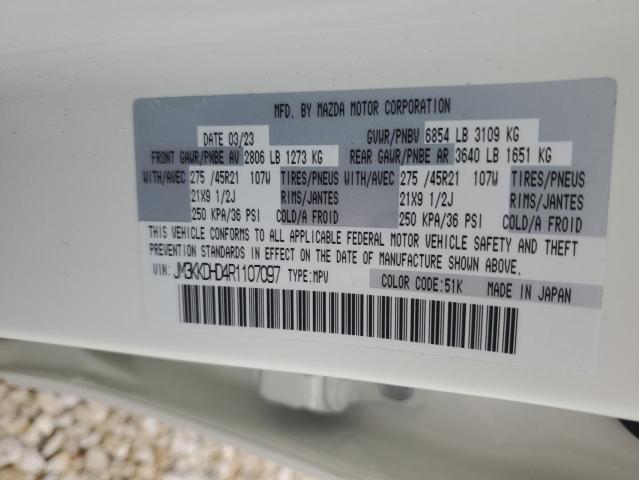 MFD. BY MAZDA MOTOR CORPORATION
DATE 03/23 GVWR/PNBV 6854 LB 3109 KG
FRONT GAWR/PNBE AV 2806 LB 1273 KG REAR GAWR/PNBE AR 3640 LB 1651 KG
WITH/AVEC 275 /45R21 107W TIRES/PNEUS WITH/AVEC 275 /45R21 107W TIRES/PNEUS
21X9 1/2J RIMS/JANTES 21X9 1/2J RIMS/JANTES
250 KPA/36 PSI COLD/A FROID 250 KPA/36 PSI COLD/A FROID
THIS VEHICLE CONFORMS TO ALL APPLICABLE FEDERAL MOTOR VEHICLE SAFETY AND THEFT
PREVENTION STANDARDS IN EFFECT ON THE DATE OF MANUFACTURE SHOWN ABOVE.
VIN: JM3KKDHD4R1107097 TYPE:MPV COLOR CODE:51K MADE IN JAPAN